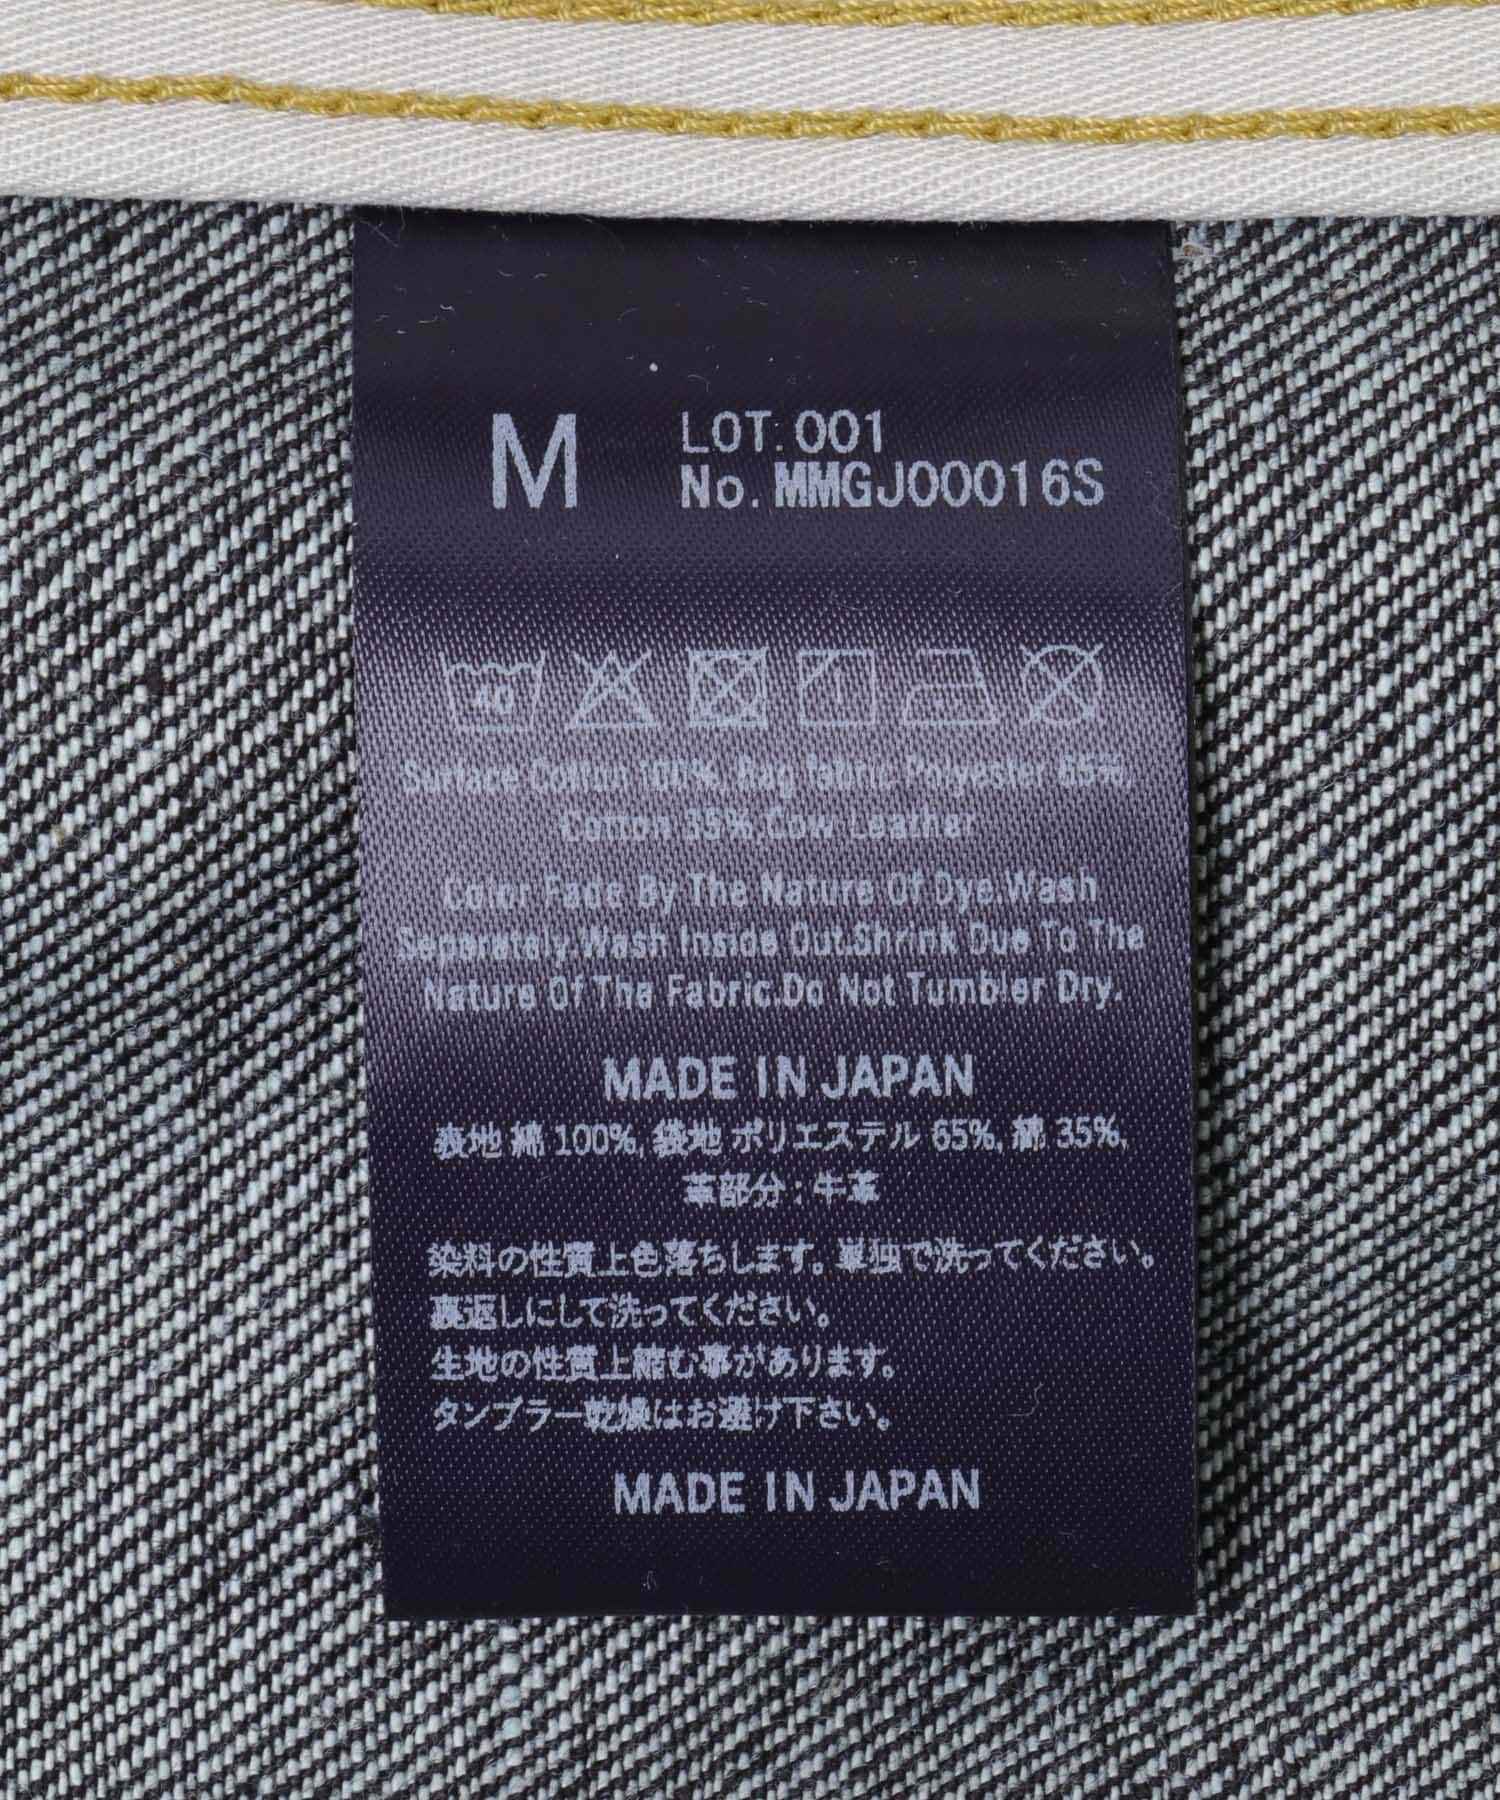 M
LOT.001
No.MMGJ00016S
40
Surface Cotton 100%, Rag fabric Polyester 65%,
Cotton 35% Cow Leather
Color Fade By The Nature Of Dye.Wash
Separately.Wash Inside Out.Shrink Due To The
Nature Of The Fabric.Do Not Tumbler Dry.
MADE IN JAPAN
表地 綿 100%, 袋地 ポリエステル 65%, 綿 35%,
革部分 : 牛革
染料の性質上色落ちします。単独で洗ってください。
裏返しにして洗ってください。
生地の性質上縮む事があります。
タンブラー乾燥はお避け下さい。
MADE IN JAPAN